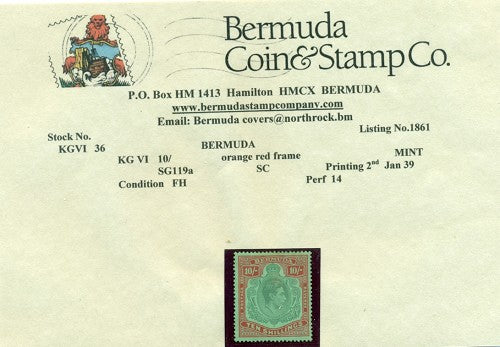 Bermuda
Coin&Stamp Co.
P.O. Box HM 1413 Hamilton HMCX BERMUDA
www.bermudastampcompany.com
Email: Bermuda covers@northrock.bm
Stock No. Listing No.1861
KGVI 36 BERMUDA MINT
KG VI 10/ orange red frame Printing 2nd Jan 39
SG119a SC
Condition FH Perf 14
BERMUDA
10/- 10/-
TEN SHILLINGS